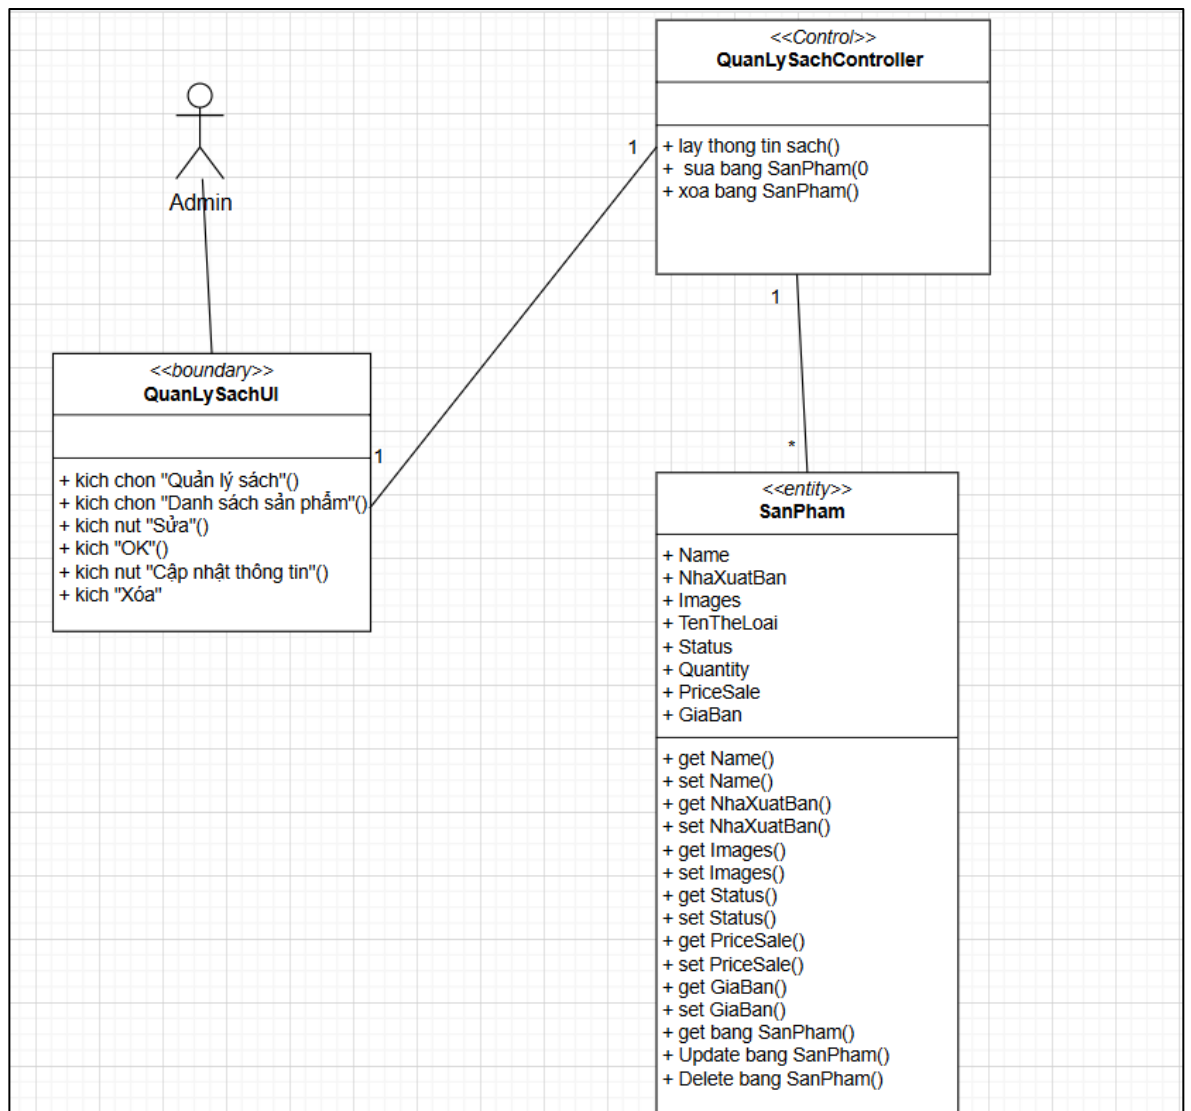 <<Control>>
QuanLySachController
+ lay thong tin sach()
+ sua bang SanPham(0
+ xoa bang SanPham()
1
1
Admin
<<boundary>>
QuanLySachUI
+ kich chon "Quản lý sách"()
+ kich chon "Danh sách sản phẩm"()
+ kich nut "Sửa"()
+ kich "OK"()
+ kich nut "Cập nhật thông tin"()
+ kich "Xóa"
1
*
<<entity>>
SanPham
+ Name
+ NhaXuatBan
+ Images
+ TenTheLoai
+ Status
+ Quantity
+ PriceSale
+ GiaBan
+ get Name()
+ set Name()
+ get NhaXuatBan()
+ set NhaXuatBan()
+ get Images()
+ set Images()
+ get Status()
+ set Status()
+ get PriceSale()
+ set PriceSale()
+ get GiaBan()
+ set GiaBan()
+ get bang SanPham()
+ Update bang SanPham()
+ Delete bang SanPham()